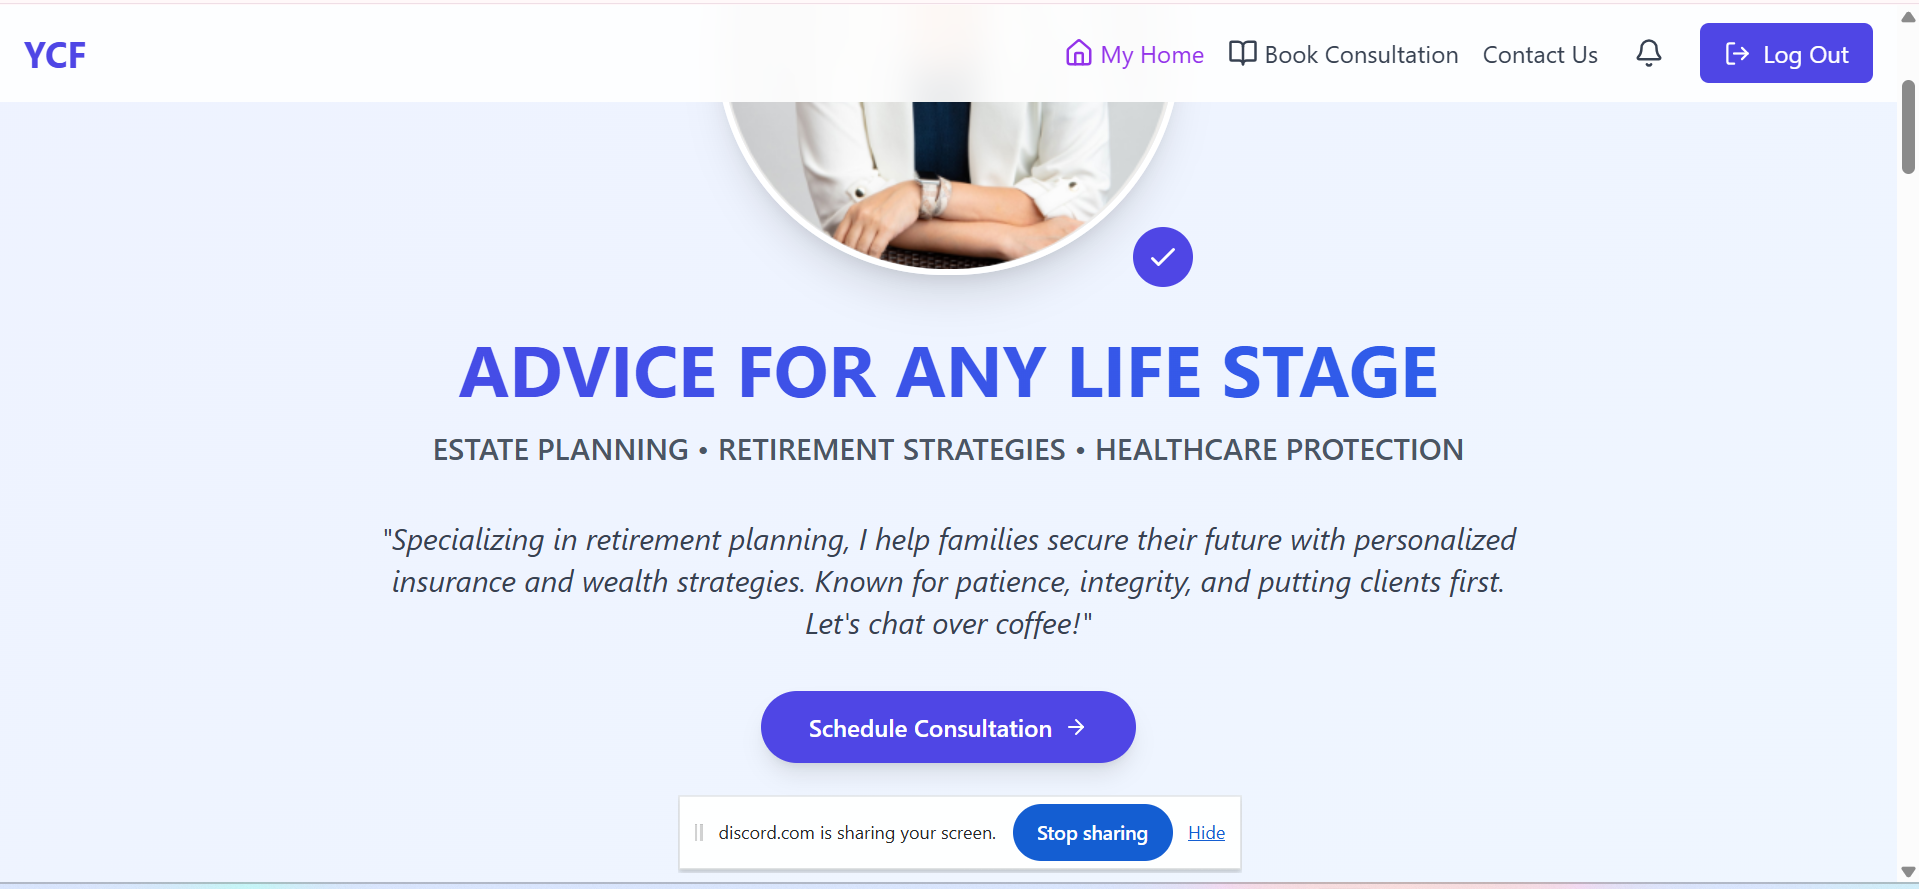 YCF
My Home
Book Consultation
Contact Us
Log Out
ADVICE FOR ANY LIFE STAGE
ESTATE PLANNING • RETIREMENT STRATEGIES • HEALTHCARE PROTECTION
"Specializing in retirement planning, I help families secure their future with personalized
insurance and wealth strategies. Known for patience, integrity, and putting clients first.
Let's chat over coffee!"
Schedule Consultation →
discord.com is sharing your screen.
Stop sharing
Hide